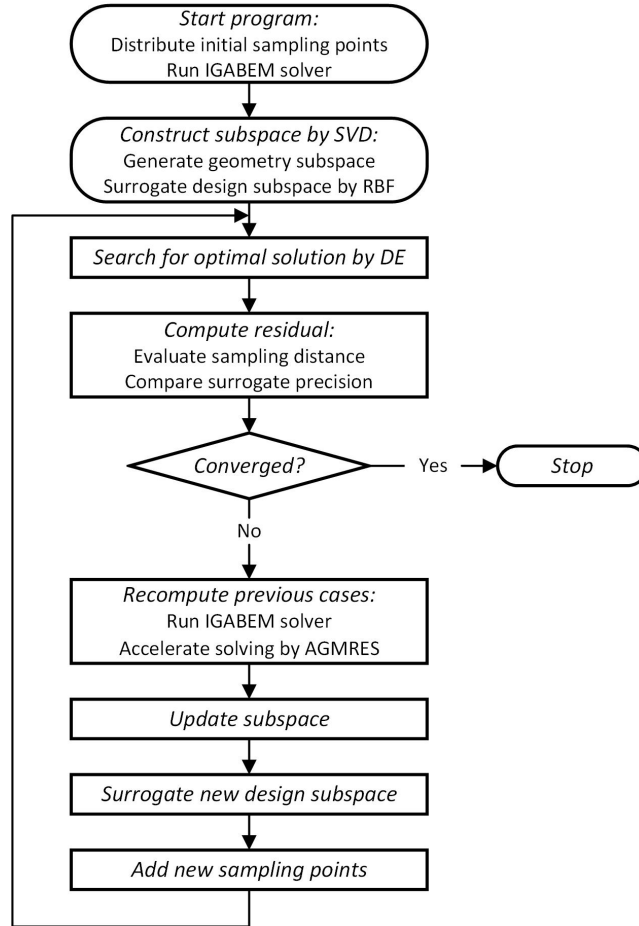 Start program:
Distribute initial sampling points
Run IGABEM solver
Construct subspace by SVD:
Generate geometry subspace
Surrogate design subspace by RBF
Search for optimal solution by DE
Compute residual:
Evaluate sampling distance
Compare surrogate precision
Converged?
Yes
Stop
No
Recompute previous cases:
Run IGABEM solver
Accelerate solving by AGMRES
Update subspace
Surrogate new design subspace
Add new sampling points